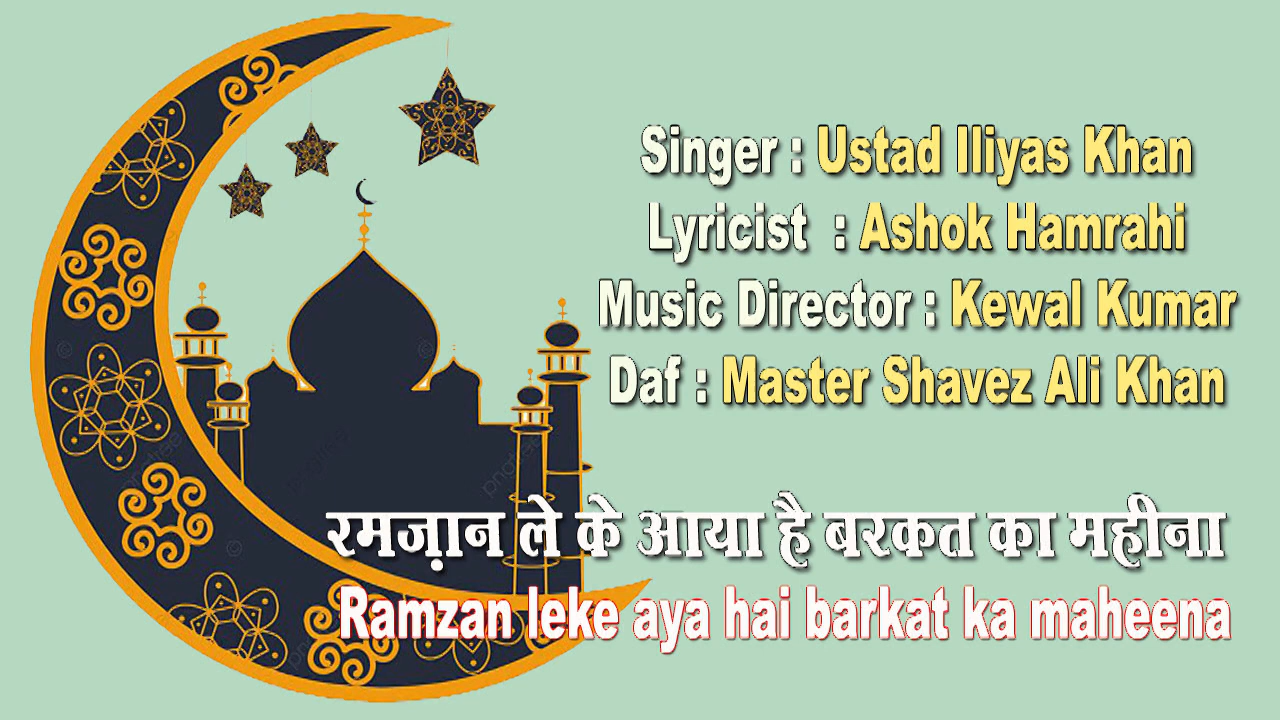 Singer : Ustad Iliyas Khan
Lyricist : Ashok Hamrahi
Music Director : Kewal Kumar
Daf : Master Shavez Ali Khan
रमज़ान ले के आया है बरकत का महीना
Ramzan leke aya hai barkat ka maheena